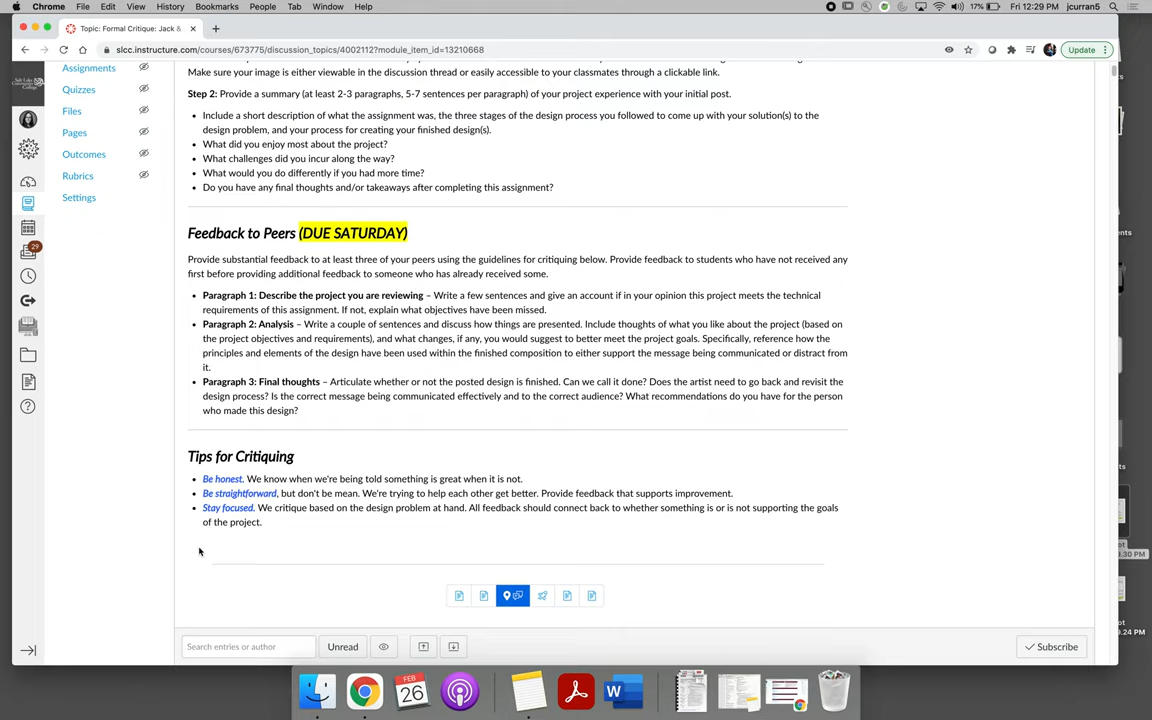 Chrome File Edit View History Bookmarks People Tab Window Help
17% Fri 12:29 PM jcurran5
Topic: Formal Critique: Jack &
slcc.instructure.com/courses/673775/discussion_topics/4002112?module_item_id=13210668
Update
Assignments
Quizzes
Files
Pages
Outcomes
Rubrics
Settings
29
Make sure your image is either viewable in the discussion thread or easily accessible to your classmates through a clickable link.
Step 2: Provide a summary (at least 2-3 paragraphs, 5-7 sentences per paragraph) of your project experience with your initial post.
• Include a short description of what the assignment was, the three stages of the design process you followed to come up with your solution(s) to the
design problem, and your process for creating your finished design(s).
• What did you enjoy most about the project?
• What challenges did you incur along the way?
• What would you do differently if you had more time?
• Do you have any final thoughts and/or takeaways after completing this assignment?
Feedback to Peers (DUE SATURDAY)
Provide substantial feedback to at least three of your peers using the guidelines for critiquing below. Provide feedback to students who have not received any
first before providing additional feedback to someone who has already received some.
• Paragraph 1: Describe the project you are reviewing – Write a few sentences and give an account if in your opinion this project meets the technical
requirements of this assignment. If not, explain what objectives have been missed.
• Paragraph 2: Analysis – Write a couple of sentences and discuss how things are presented. Include thoughts of what you like about the project (based on
the project objectives and requirements), and what changes, if any, you would suggest to better meet the project goals. Specifically, reference how the
principles and elements of the design have been used within the finished composition to either support the message being communicated or distract from
it.
• Paragraph 3: Final thoughts – Articulate whether or not the posted design is finished. Can we call it done? Does the artist need to go back and revisit the
design process? Is the correct message being communicated effectively and to the correct audience? What recommendations do you have for the person
who made this design?
Tips for Critiquing
• Be honest. We know when we're being told something is great when it is not.
• Be straightforward, but don't be mean. We're trying to help each other get better. Provide feedback that supports improvement.
• Stay focused. We critique based on the design problem at hand. All feedback should connect back to whether something is or is not supporting the goals
of the project.
Search entries or author
Unread
Subscribe
FEB
26